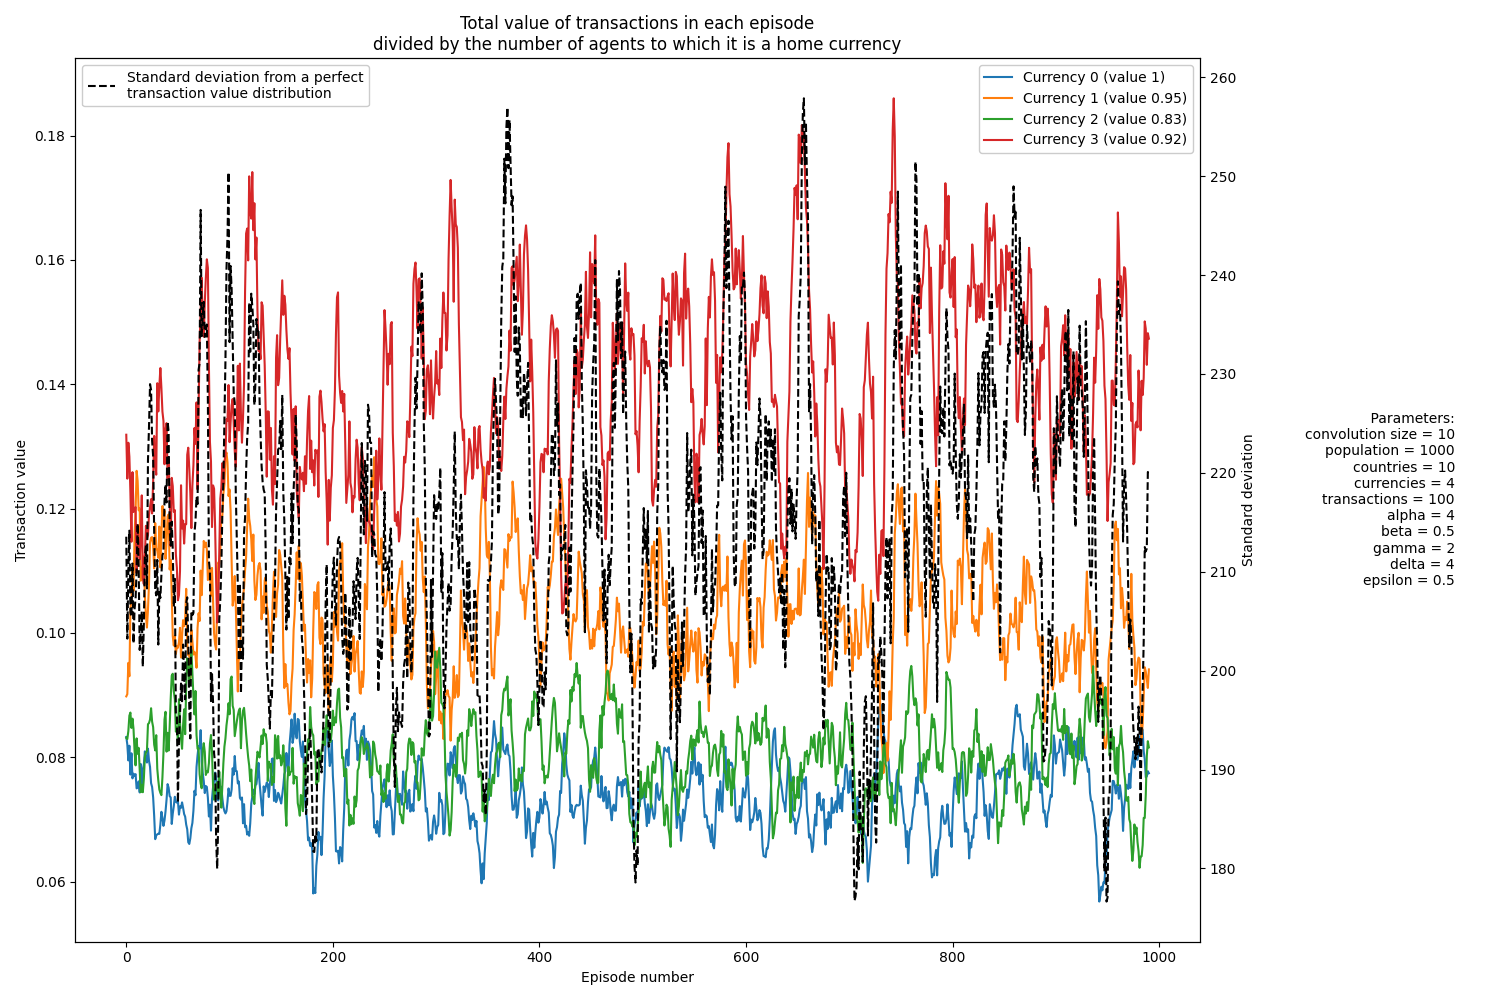 Total value of transactions in each episode
divided by the number of agents to which it is a home currency
Standard deviation from a perfect
transaction value distribution
Currency 0 (value 1)
Currency 1 (value 0.95)
Currency 2 (value 0.83)
Currency 3 (value 0.92)
Transaction value
0.18
0.16
0.14
0.12
0.10
0.08
0.06
0
200
400
600
800
1000
Episode number
260
250
240
230
220
210
200
190
180
Standard deviation
Parameters:
convolution size = 10
population = 1000
countries = 10
currencies = 4
transactions = 100
alpha = 4
beta = 0.5
gamma = 2
delta = 4
epsilon = 0.5